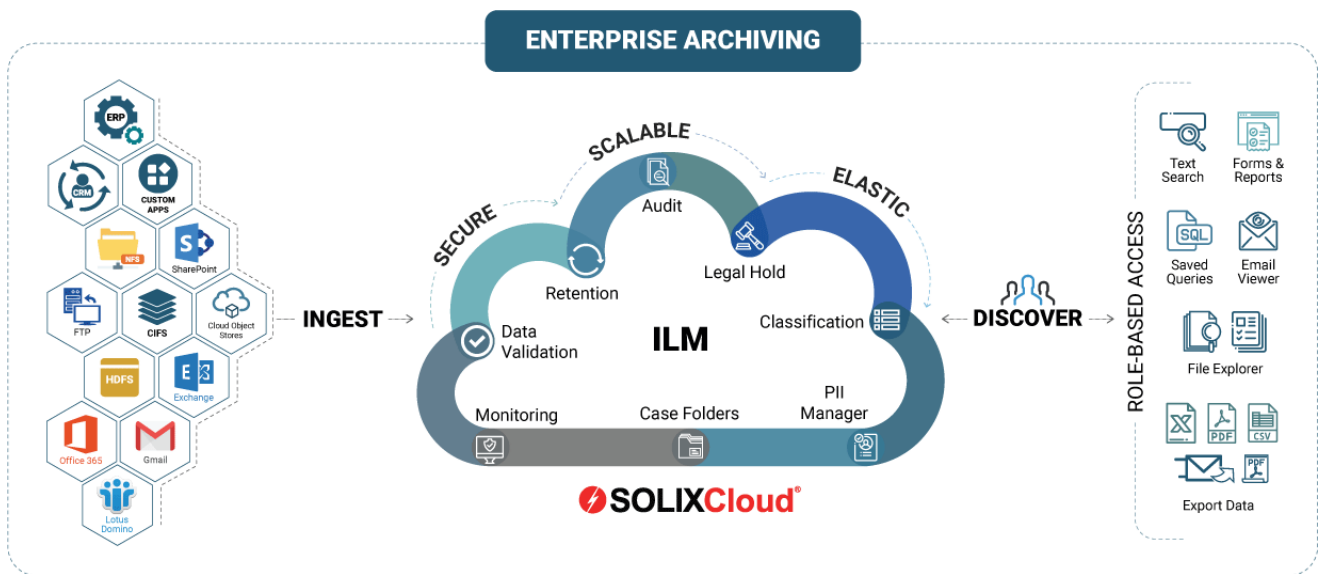 ENTERPRISE ARCHIVING
ERP
CRM
CUSTOM
APPS
NFS
S
SharePoint
FTP
CIFS
Cloud Object
Stores
HDFS
E
Exchange
Office 365
Gmail
Lotus
Domino
INGEST
SECURE
SCALABLE
ELASTIC
Data
Validation
Retention
Audit
Legal Hold
Classification
PII
Manager
Case Folders
Monitoring
ILM
SOLIXCloud®
DISCOVER
ROLE-BASED ACCESS
Text
Search
Forms &
Reports
SQL
Saved
Queries
Email
Viewer
File Explorer
X
PDF
CSV
PDF
Export Data